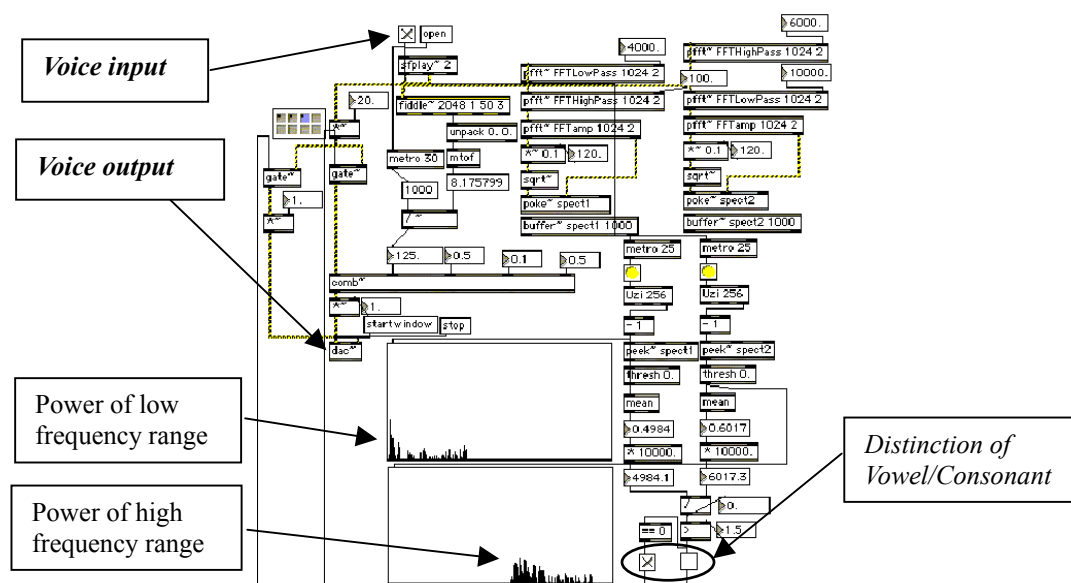 Voice input
open
sfplay~ 2
20.
fiddle~ 2048 1 50 3
*~
unpack 0. 0.
Voice output
gate~
gate~
metro 30
mtof
1.
1000
8.175799
*~
/ ~
125.
0.5
0.1
0.5
comb~
*~
1.
startwindow
stop
dac~
4000.
pfft~ FFTLowPass 1024 2
pfft~ FFTHighPass 1024 2
pfft~ FFTamp 1024 2
*~ 0.1
120.
sqrt~
poke~ spect1
buffer~ spect1 1000
6000.
pfft~ FFTHighPass 1024 2
100.
10000.
pfft~ FFTLowPass 1024 2
pfft~ FFTamp 1024 2
*~ 0.1
120.
sqrt~
poke~ spect2
buffer~ spect2 1000
metro 25
metro 25
Uzi 256
Uzi 256
- 1
- 1
peek~ spect1
peek~ spect2
thresh 0.
thresh 0.
mean
mean
0.4984
0.6017
* 10000.
* 10000.
4984.1
6017.3
/
0.
== 0
>
1.5
Power of low
frequency range
Power of high
frequency range
Distinction of
Vowel/Consonant